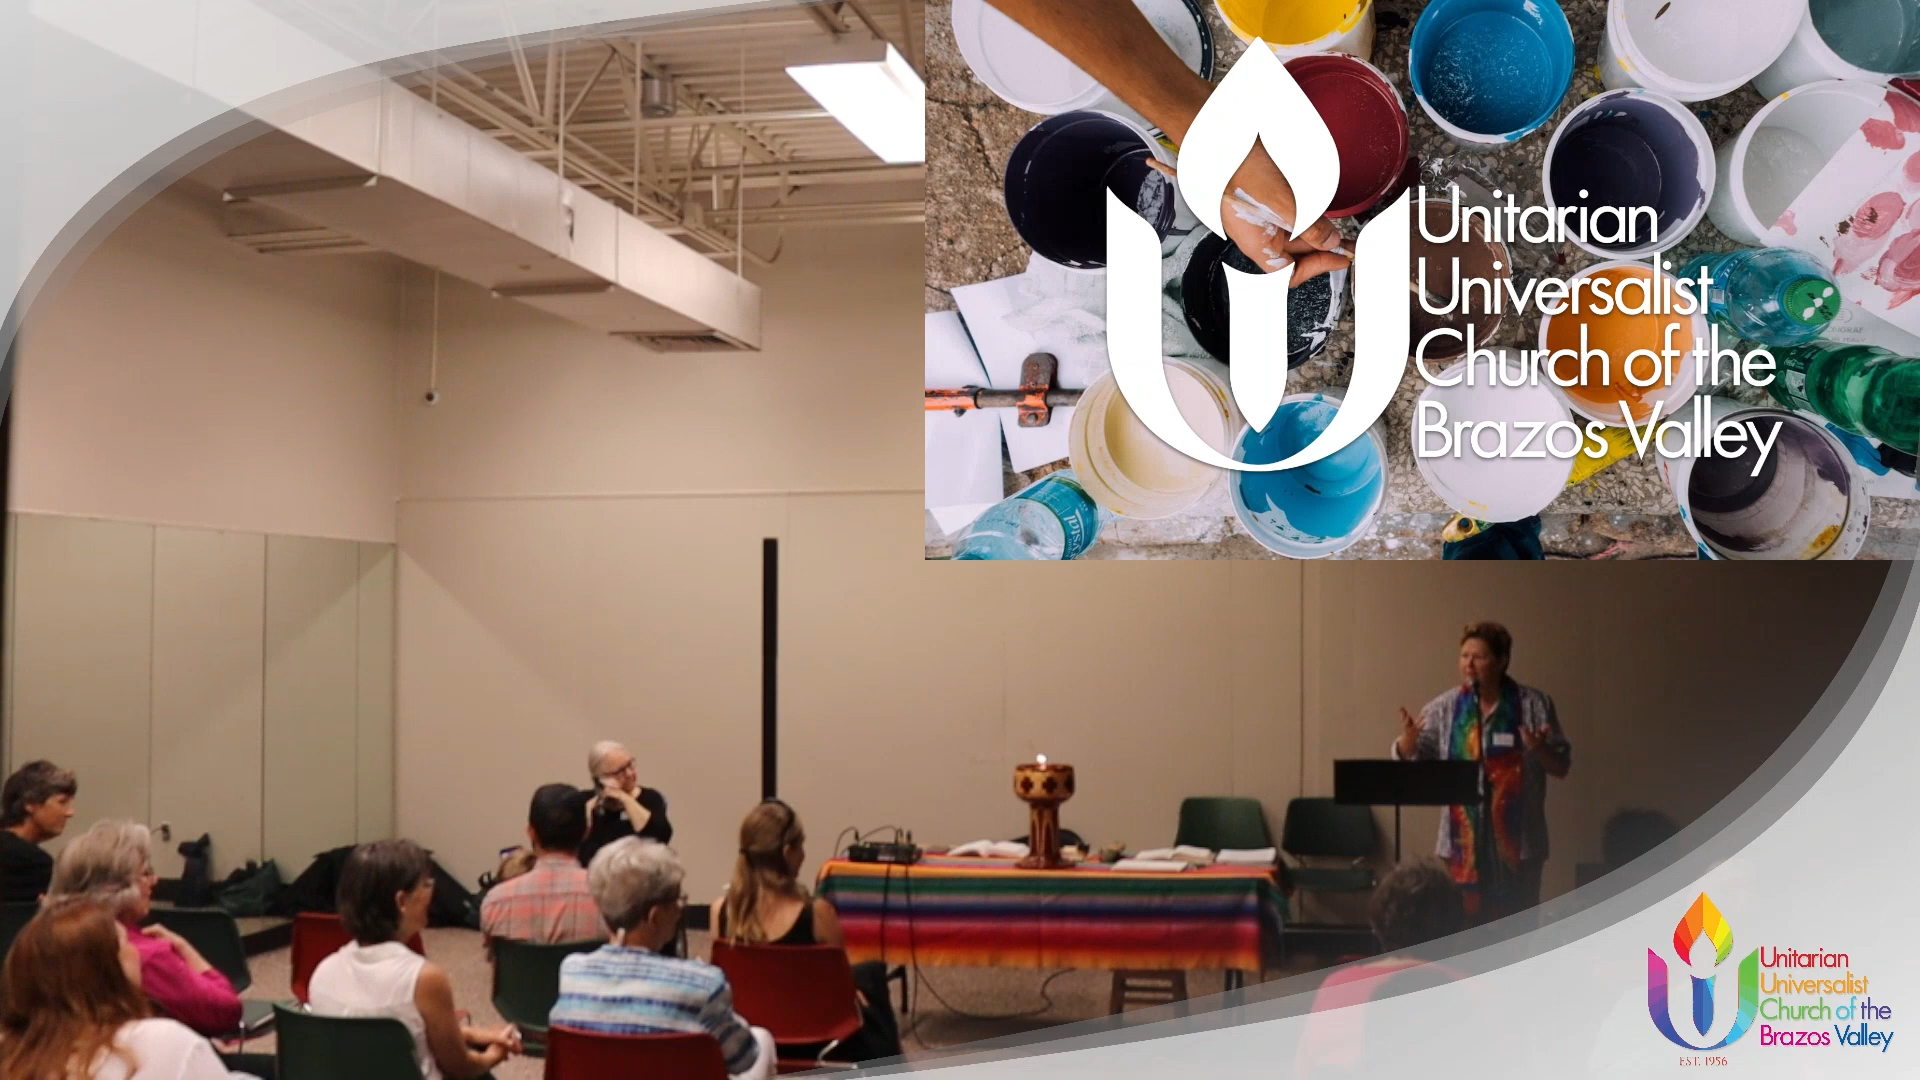 Unitarian
Universalist
Church of the
Brazos Valley
Unitarian
Universalist
Church of the
Brazos Valley
EST. 1956